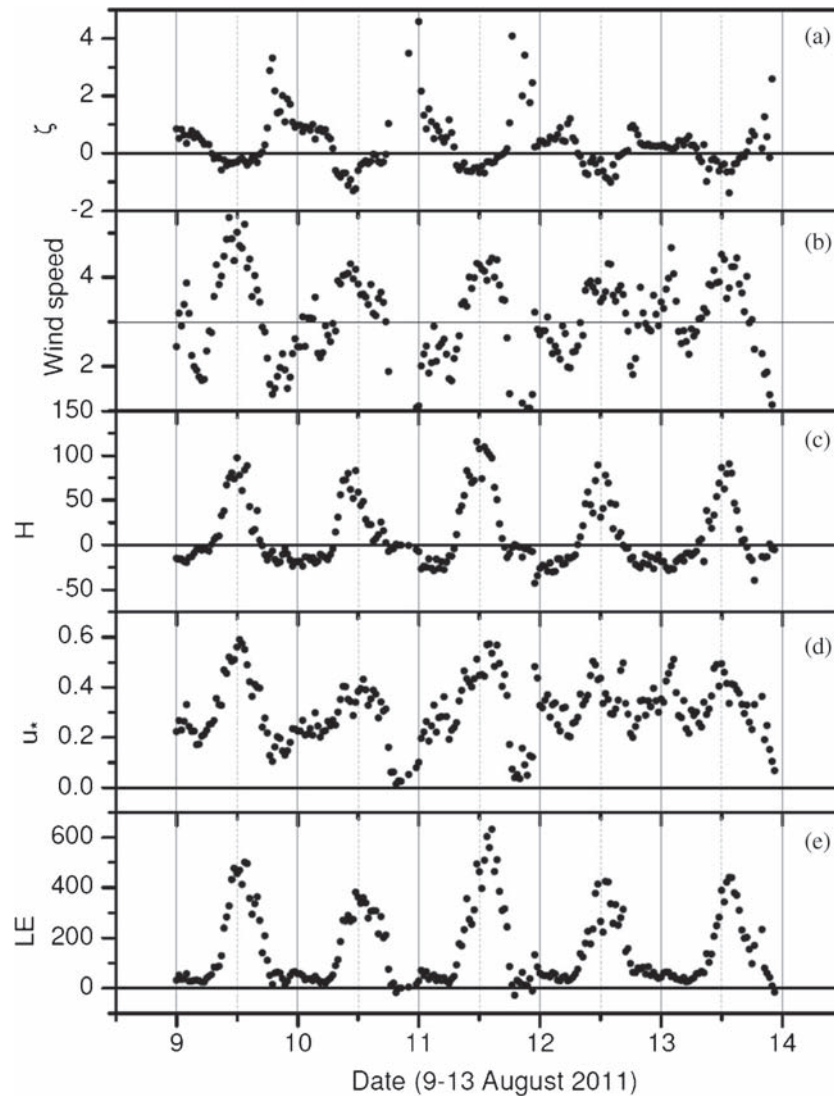 (a)
4
2
0
-2
ζ
(b)
4
2
Wind speed
(c)
150
100
50
0
-50
H
(d)
0.6
0.4
0.2
0.0
u*
(e)
600
400
200
0
LE
9 10 11 12 13 14
Date (9-13 August 2011)